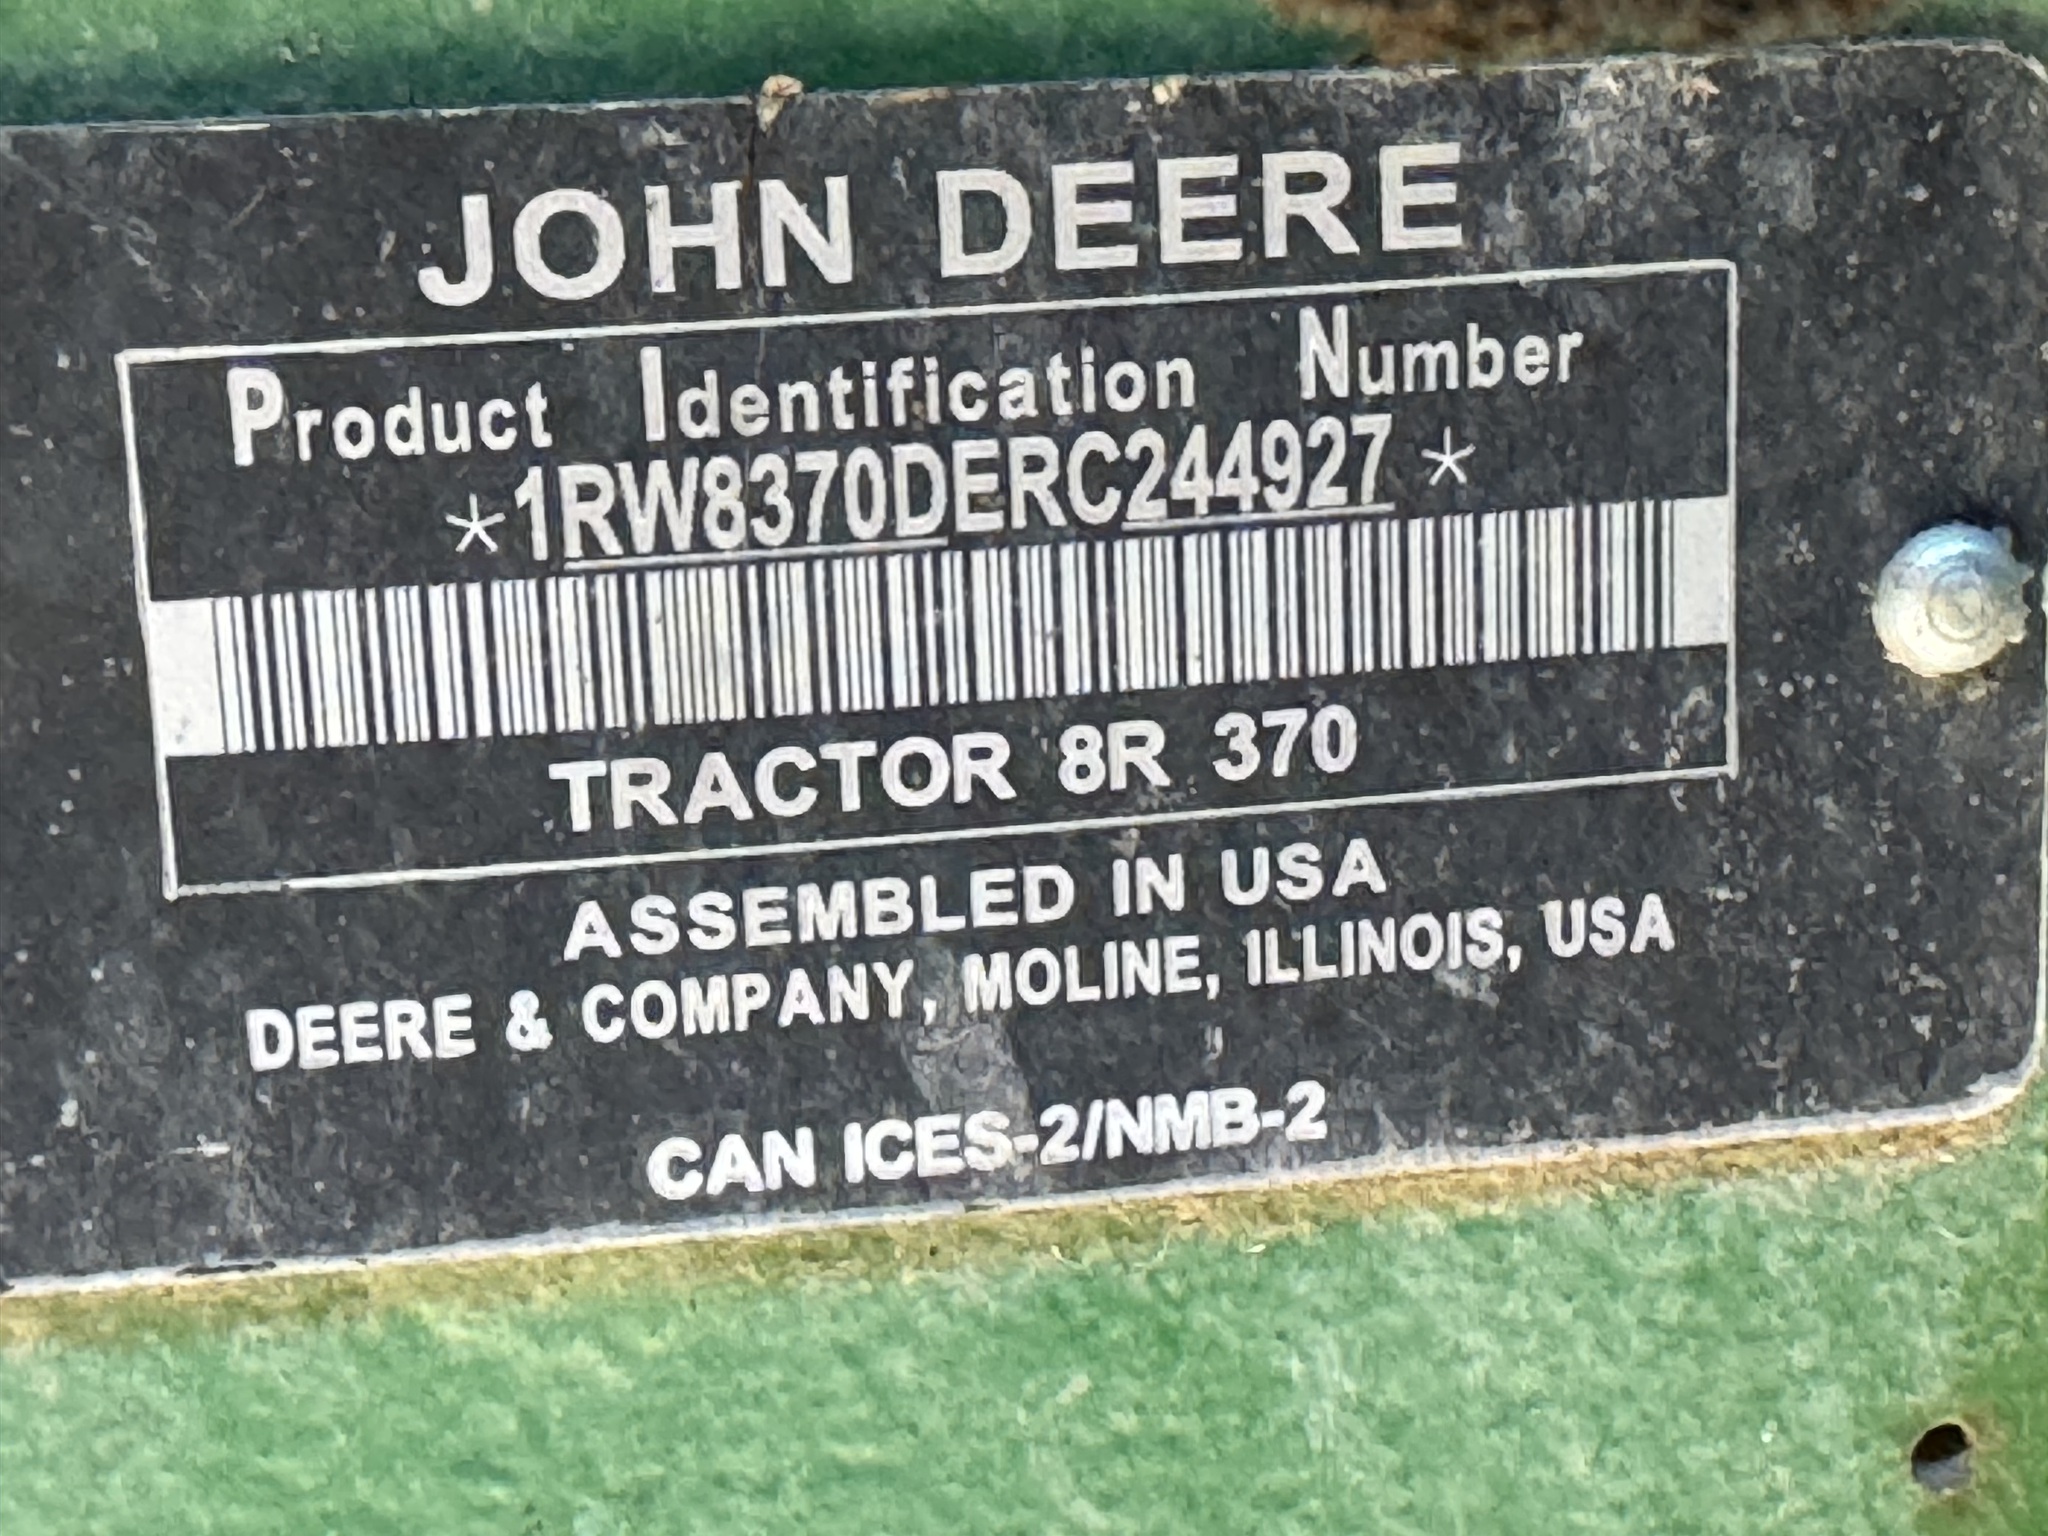 JOHN DEERE
Product Identification Number
*1RW8370DERC244927*
TRACTOR 8R 370
ASSEMBLED IN USA
DEERE & COMPANY, MOLINE, ILLINOIS, USA
CAN ICES-2/NMB-2